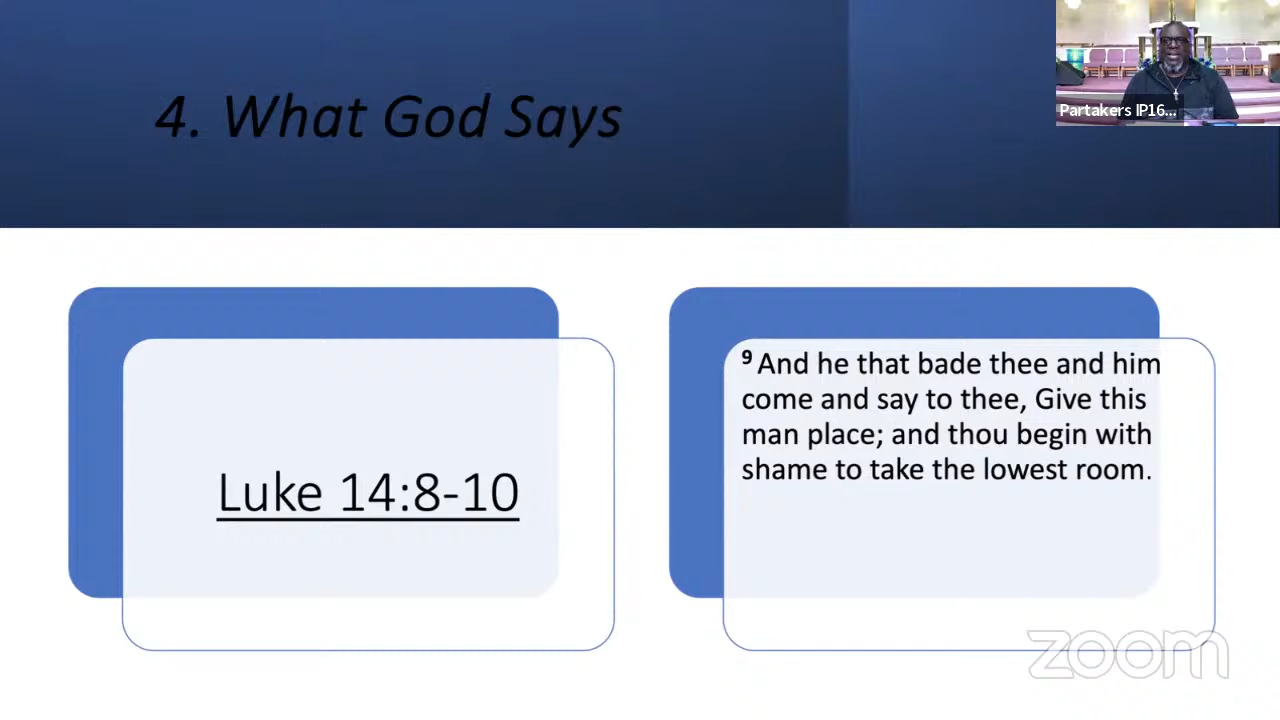 4. What God Says
Partakers IP16...
Luke 14:8-10
9 And he that bade thee and him
come and say to thee, Give this
man place; and thou begin with
shame to take the lowest room.
zoom